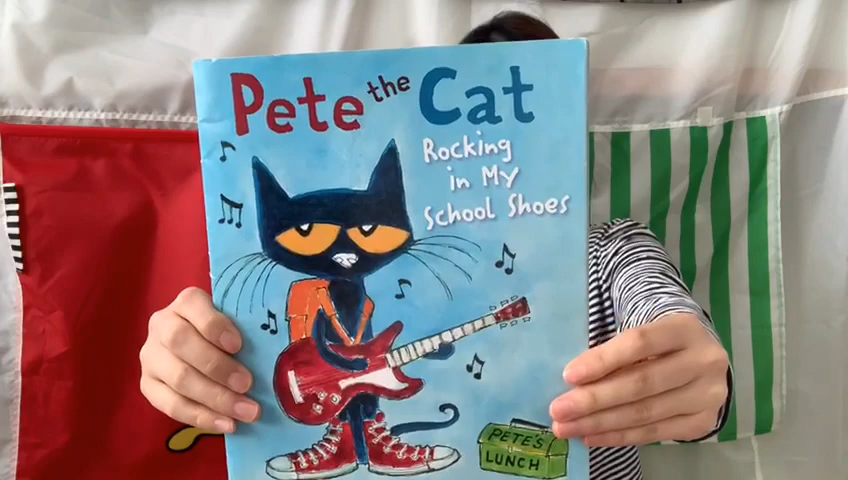 Pete the Cat
Rocking
in My
School Shoes
PETE'S
LUNCH